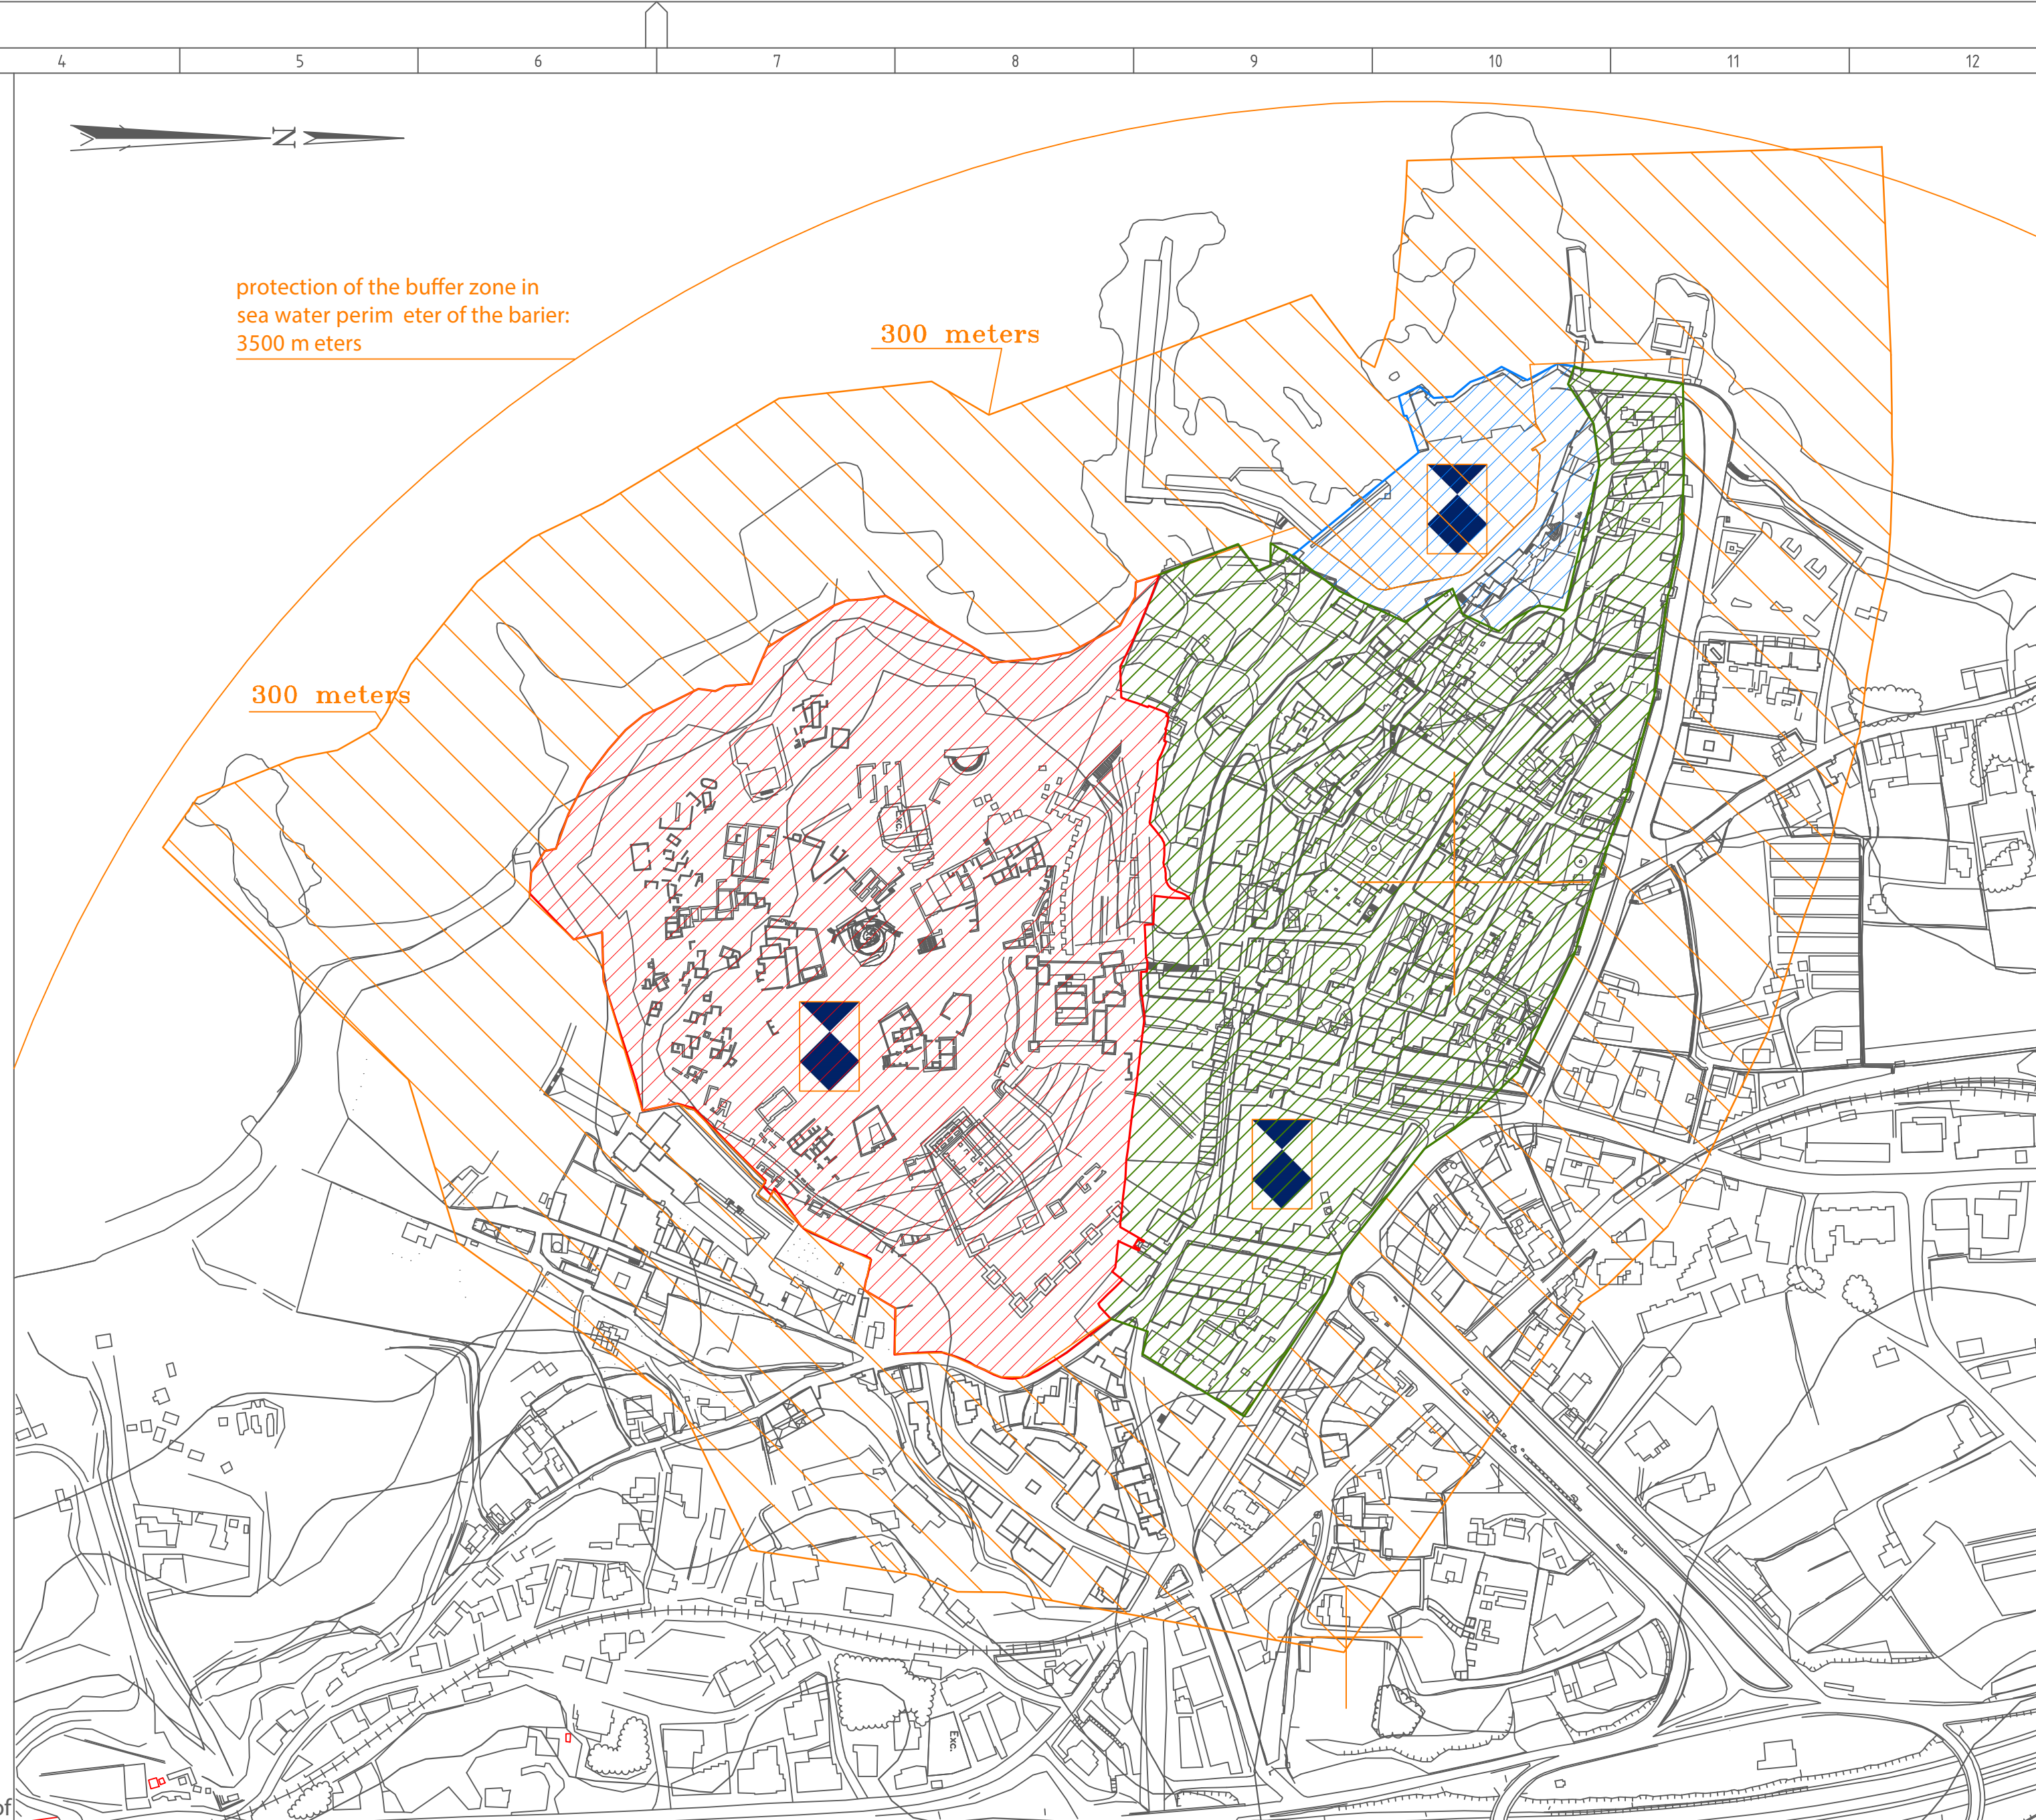 4 5 6 7 8 9 10 11 12
N
protection of the buffer zone in
sea water perim eter of the barier:
3500 m eters
300 meters
300 meters
Exc.
E
Exc.
of